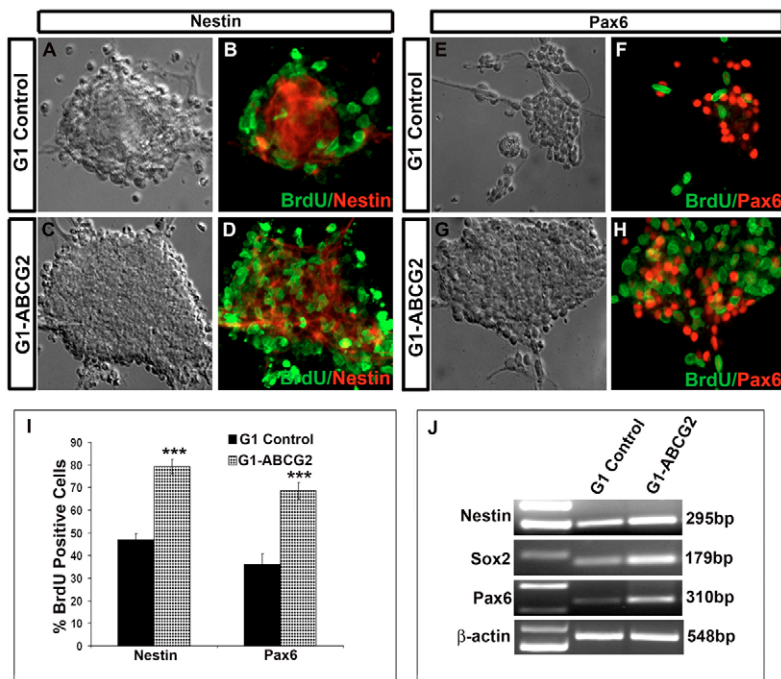 Nestin
Pax6
G1 Control
A
B
BrdU/Nestin
G1 Control
E
F
BrdU/Pax6
G1-ABCG2
C
D
BrdU/Nestin
G1-ABCG2
G
H
BrdU/Pax6
I
G1 Control
G1-ABCG2
% BrdU Positive Cells
90
80
70
60
50
40
30
20
10
0
***
***
Nestin
Pax6
J
G1 Control
G1-ABCG2
Nestin 295bp
Sox2 179bp
Pax6 310bp
β-actin 548bp